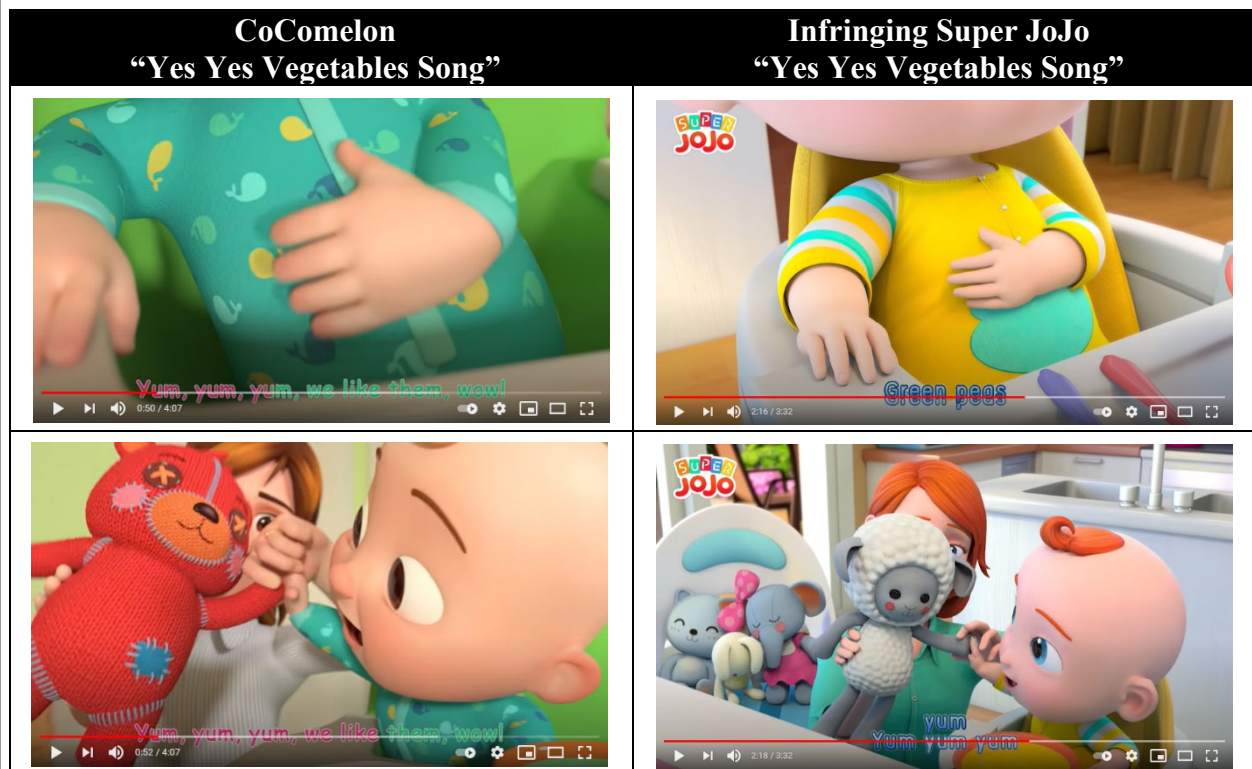 CoComelon
“Yes Yes Vegetables Song”
Infringing Super JoJo
“Yes Yes Vegetables Song”
Yum, yum, yum, we like them, wow!
0:50 / 4:07
SUPER
JOJO
Green peas
2:16 / 3:32
Yum, yum, yum, we like them, wow!
0:52 / 4:07
SUPER
JOJO
yum
Yum yum yum
2:18 / 3:32